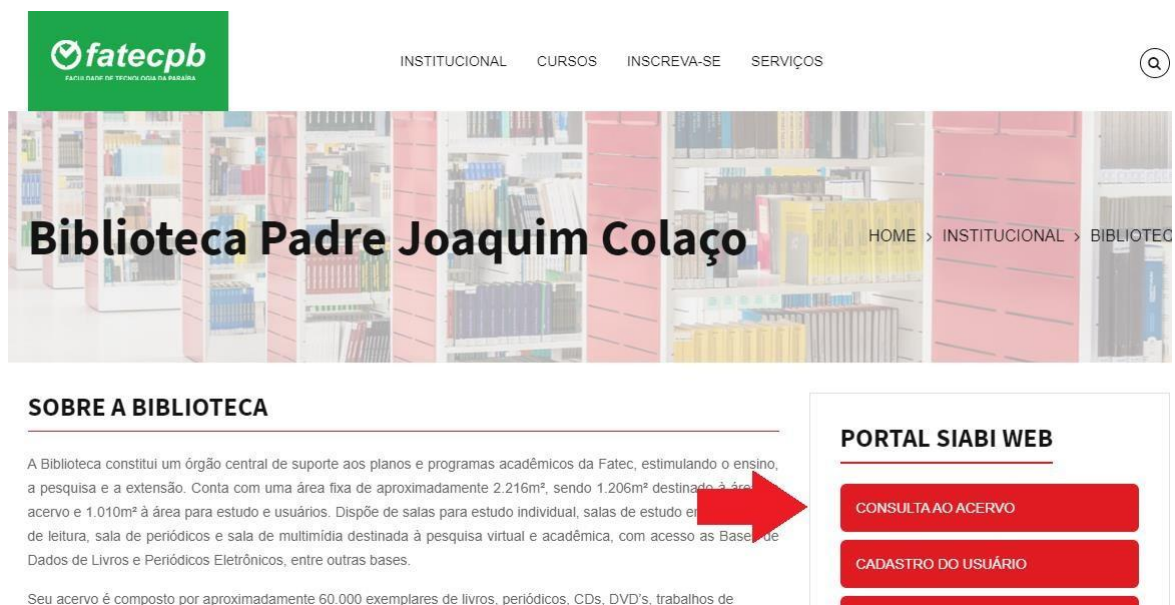 fatecpb
FACULDADE DE TECNOLOGIA DA PARAÍBA
INSTITUCIONAL CURSOS INSCREVA-SE SERVIÇOS
Biblioteca Padre Joaquim Colaço
HOME > INSTITUCIONAL > BIBLIOTEC
SOBRE A BIBLIOTECA
A Biblioteca constitui um órgão central de suporte aos planos e programas acadêmicos da Fatec, estimulando o ensino,
a pesquisa e a extensão. Conta com uma área fixa de aproximadamente 2.216m², sendo 1.206m² destinado à
acervo e 1.010m² à área para estudo e usuários. Dispõe de salas para estudo individual, salas de estudo
de leitura, sala de periódicos e sala de multimídia destinada à pesquisa virtual e acadêmica, com acesso as Bases de
Dados de Livros e Periódicos Eletrônicos, entre outras bases.
Seu acervo é composto por aproximadamente 60.000 exemplares de livros, periódicos, CDs, DVD's, trabalhos de
PORTAL SIABI WEB
CONSULTA AO ACERVO
CADASTRO DO USUÁRIO